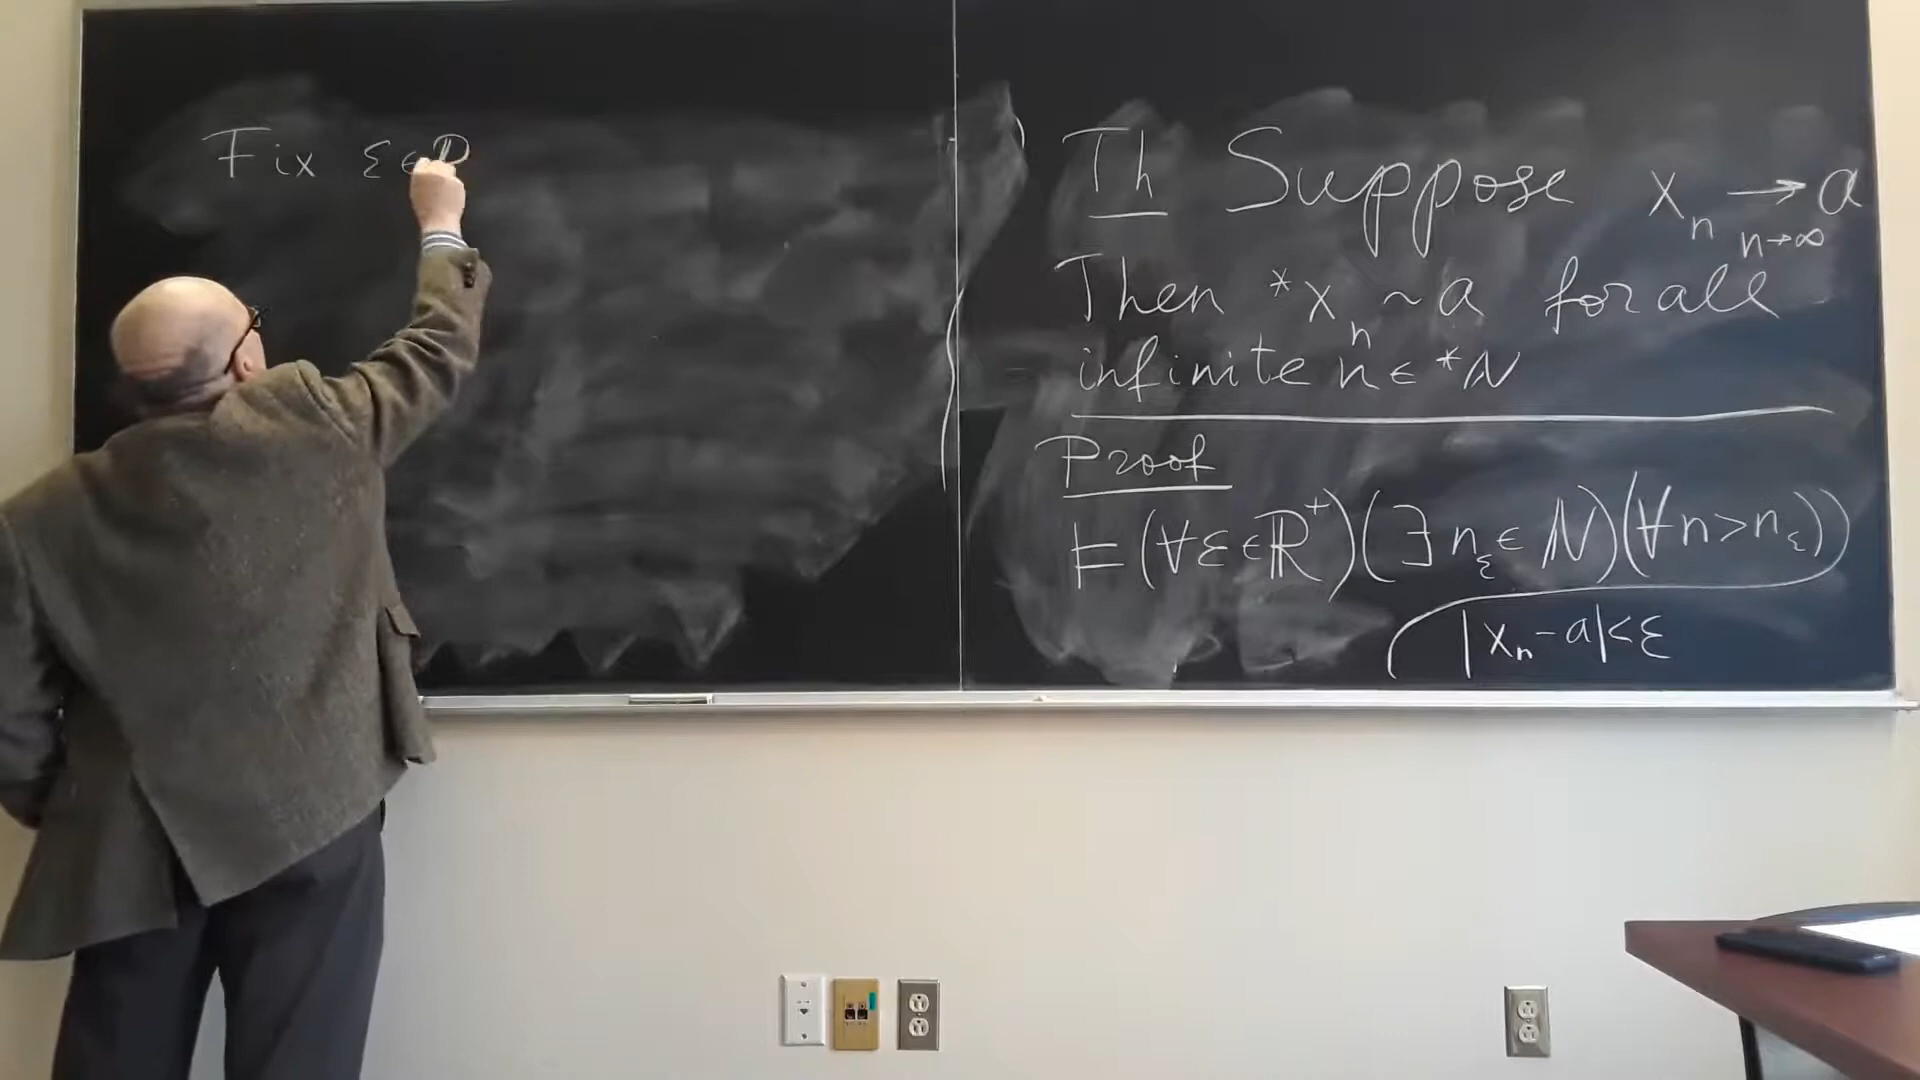 Fix ε ∈ R
Th Suppose xₙ → a
n→∞
Then *xₙ ~ a for all
infinite n ∈ *N
Proof
⊨ (∀ε∈ℝ⁺)(∃ n_ε ∈ N)(∀n>n_ε))
( |xₙ - a|<ε